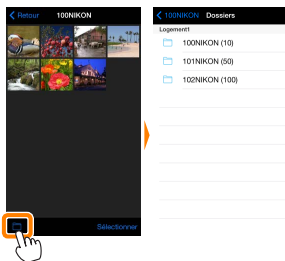 Retour
100NIKON
Sélectionner
100NIKON
Dossiers
Logement1
100NIKON (10)
101NIKON (50)
102NIKON (100)